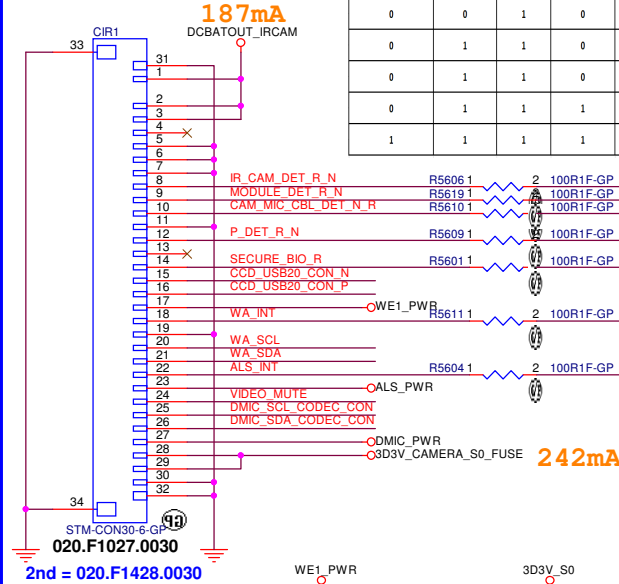 187mA
DCBATOUT_IRCAM
0 0 1 0
0 1 1 0
0 1 1 0
0 1 1 1
1 1 1 1
CIR1
33
31
1
2
3
4
5
6
7
8 IR_CAM_DET_R_N R5606 1 2 100R1F-GP
9 MODULE_DET_R_N R5619 1 100R1F-GP
10 CAM_MIC_CBL_DET_N_R R5610 1 100R1F-GP
11
12 P_DET_R_N R5609 1 100R1F-GP
13
14 SECURE_BIO_R R5601 1 2 100R1F-GP
15 CCD_USB20_CON_N
16 CCD_USB20_CON_P
17 WE1_PWR
18 WA_INT R5611 1 2 100R1F-GP
19
20 WA_SCL
21 WA_SDA
22 ALS_INT R5604 1 2 100R1F-GP
23 ALS_PWR
24 VIDEO_MUTE
25 DMIC_SCL_CODEC_CON
26 DMIC_SDA_CODEC_CON
27 DMIC_PWR
28 3D3V_CAMERA_S0_FUSE 242mA
29
30
32
34
GP
STM-CON30-6-GP
020.F1027.0030
2nd = 020.F1428.0030
WE1_PWR 3D3V_S0